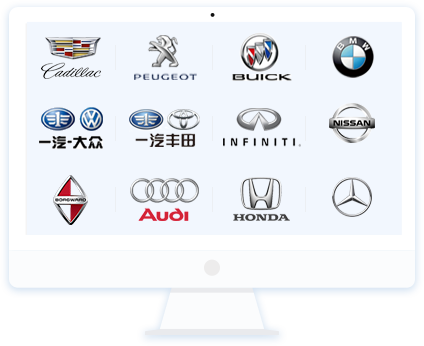 Cadillac
PEUGEOT
BUICK
BMW
一汽-大众
一汽丰田
INFINITI
NISSAN
BORGWARD
Audi
HONDA